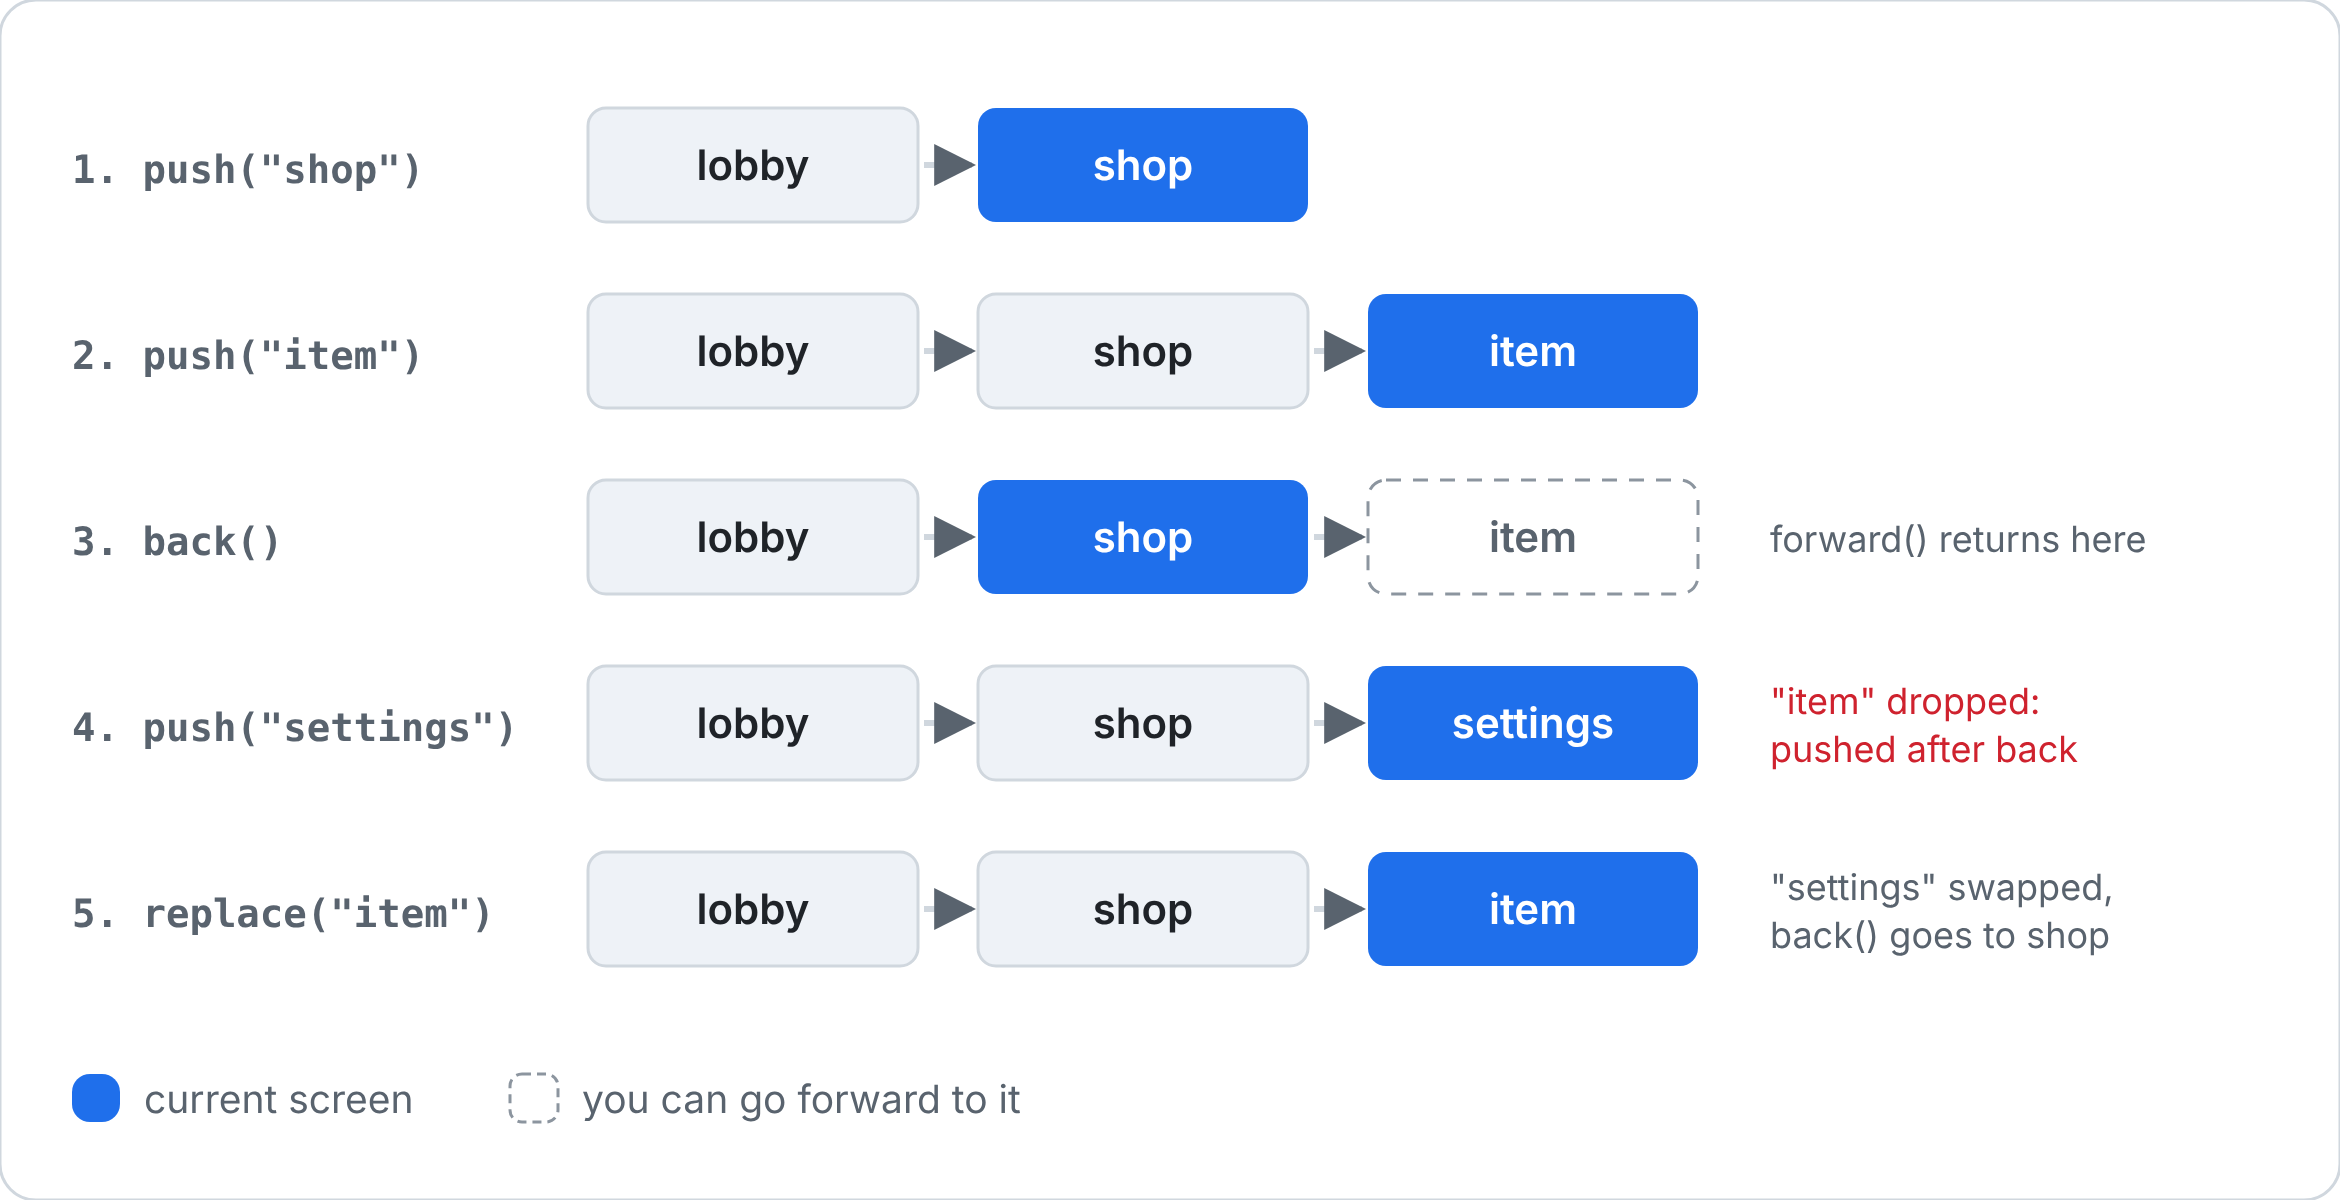 1. push("shop")
lobby
shop
2. push("item")
lobby
shop
item
3. back()
lobby
shop
item
forward() returns here
4. push("settings")
lobby
shop
settings
"item" dropped:
pushed after back
5. replace("item")
lobby
shop
item
"settings" swapped,
back() goes to shop
current screen
you can go forward to it